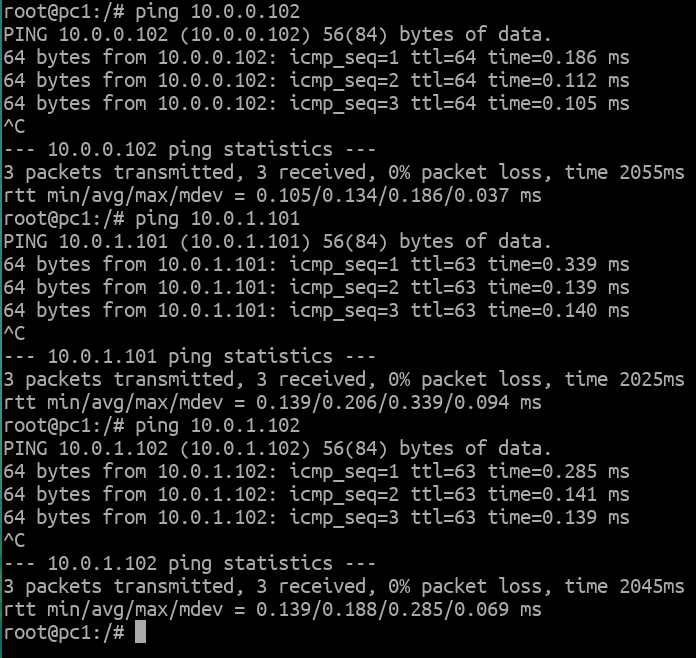 root@pc1:/# ping 10.0.0.102
PING 10.0.0.102 (10.0.0.102) 56(84) bytes of data.
64 bytes from 10.0.0.102: icmp_seq=1 ttl=64 time=0.186 ms
64 bytes from 10.0.0.102: icmp_seq=2 ttl=64 time=0.112 ms
64 bytes from 10.0.0.102: icmp_seq=3 ttl=64 time=0.105 ms
^C
--- 10.0.0.102 ping statistics ---
3 packets transmitted, 3 received, 0% packet loss, time 2055ms
rtt min/avg/max/mdev = 0.105/0.134/0.186/0.037 ms
root@pc1:/# ping 10.0.1.101
PING 10.0.1.101 (10.0.1.101) 56(84) bytes of data.
64 bytes from 10.0.1.101: icmp_seq=1 ttl=63 time=0.339 ms
64 bytes from 10.0.1.101: icmp_seq=2 ttl=63 time=0.139 ms
64 bytes from 10.0.1.101: icmp_seq=3 ttl=63 time=0.140 ms
^C
--- 10.0.1.101 ping statistics ---
3 packets transmitted, 3 received, 0% packet loss, time 2025ms
rtt min/avg/max/mdev = 0.139/0.206/0.339/0.094 ms
root@pc1:/# ping 10.0.1.102
PING 10.0.1.102 (10.0.1.102) 56(84) bytes of data.
64 bytes from 10.0.1.102: icmp_seq=1 ttl=63 time=0.285 ms
64 bytes from 10.0.1.102: icmp_seq=2 ttl=63 time=0.141 ms
64 bytes from 10.0.1.102: icmp_seq=3 ttl=63 time=0.139 ms
^C
--- 10.0.1.102 ping statistics ---
3 packets transmitted, 3 received, 0% packet loss, time 2045ms
rtt min/avg/max/mdev = 0.139/0.188/0.285/0.069 ms
root@pc1:/#